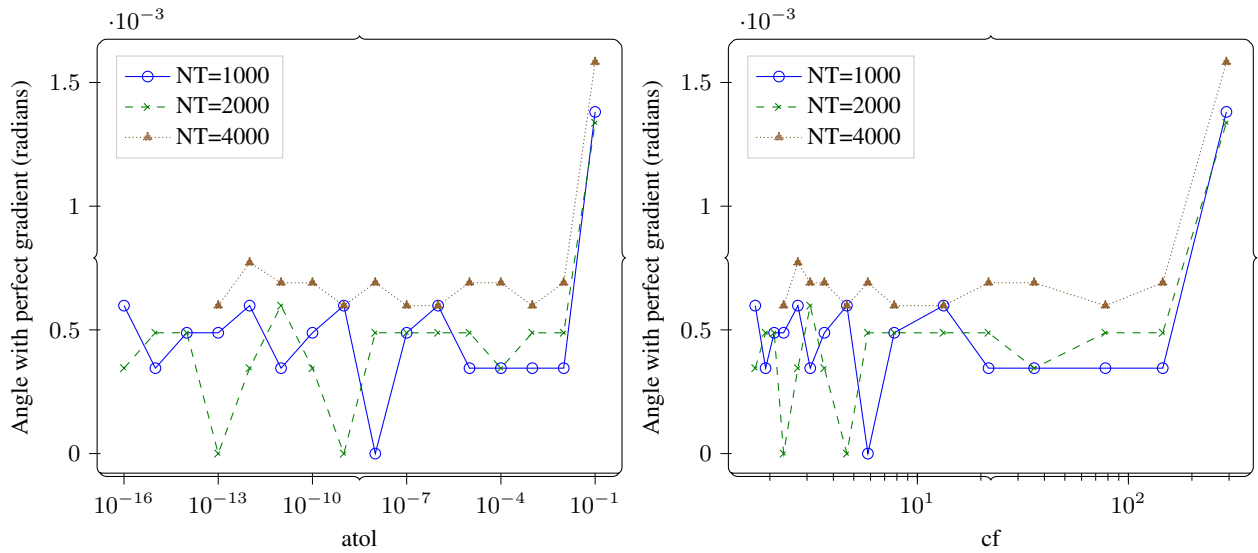 ·10⁻³
1.5
1
0.5
0
Angle with perfect gradient (radians)
NT=1000
NT=2000
NT=4000
10⁻¹⁶ 10⁻¹³ 10⁻¹⁰ 10⁻⁷ 10⁻⁴ 10⁻¹
atol
·10⁻³
1.5
1
0.5
0
Angle with perfect gradient (radians)
NT=1000
NT=2000
NT=4000
10¹ 10²
cf